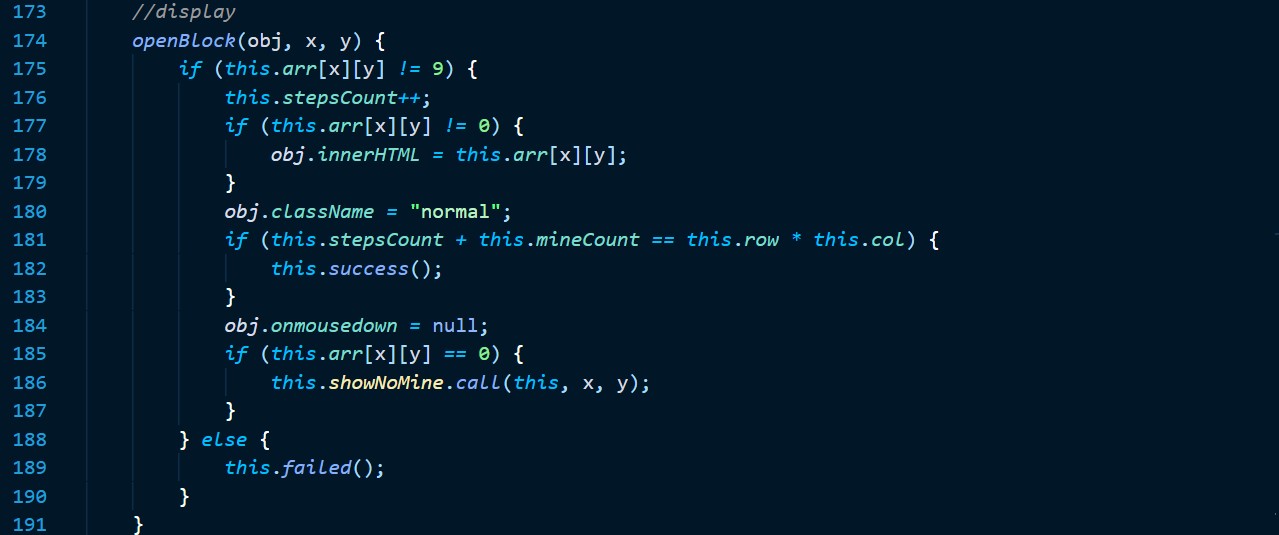 173 //display
174 openBlock(obj, x, y) {
175 if (this.arr[x][y] != 9) {
176 this.stepsCount++;
177 if (this.arr[x][y] != 0) {
178 obj.innerHTML = this.arr[x][y];
179 }
180 obj.className = "normal";
181 if (this.stepsCount + this.mineCount == this.row * this.col) {
182 this.success();
183 }
184 obj.onmousedown = null;
185 if (this.arr[x][y] == 0) {
186 this.showNoMine.call(this, x, y);
187 }
188 } else {
189 this.failed();
190 }
191 }